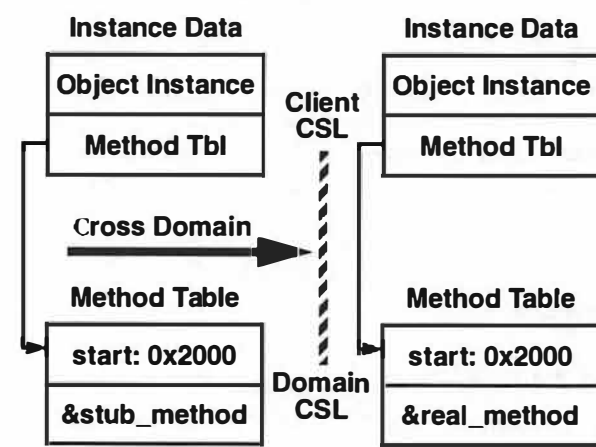 Instance Data
Object Instance
Method Tbl
Cross Domain
Method Table
start: 0x2000
&stub_method
Client
CSL
Domain
CSL
Instance Data
Object Instance
Method Tbl
Method Table
start: 0x2000
&real_method